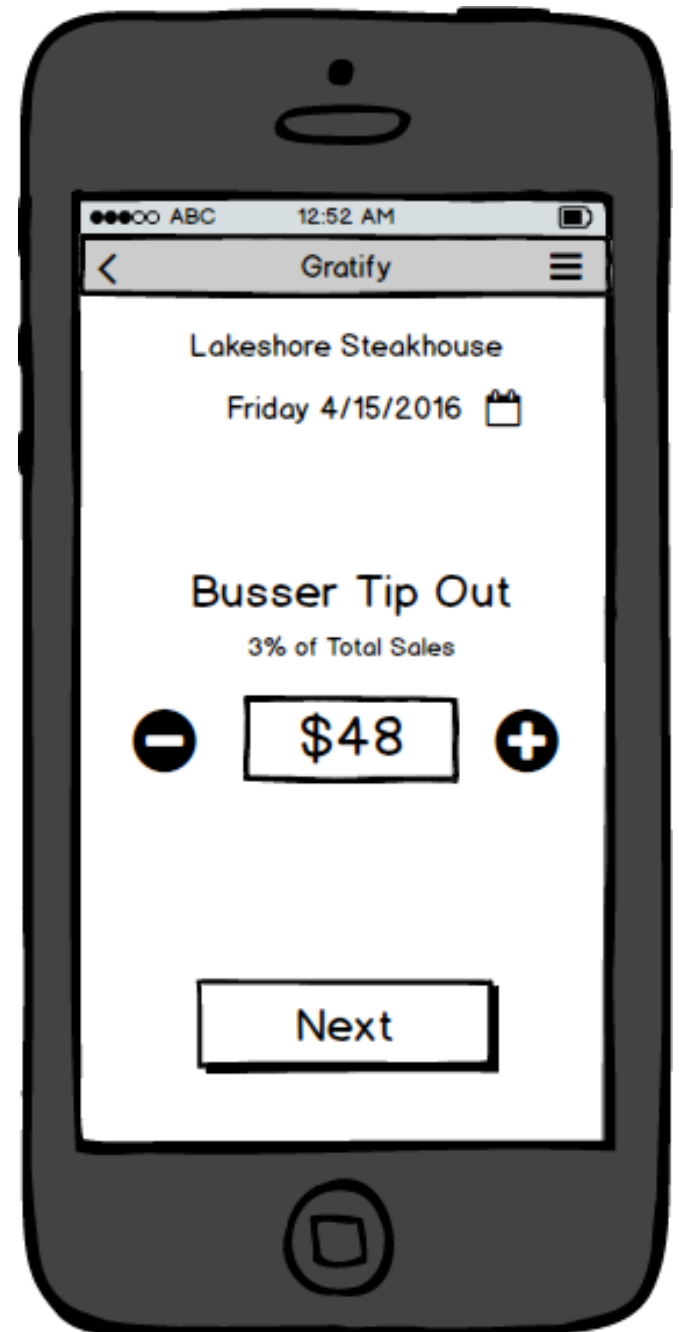 ABC 12:52 AM
Gratify
Lakeshore Steakhouse
Friday 4/15/2016
Busser Tip Out
3% of Total Sales
$48
Next